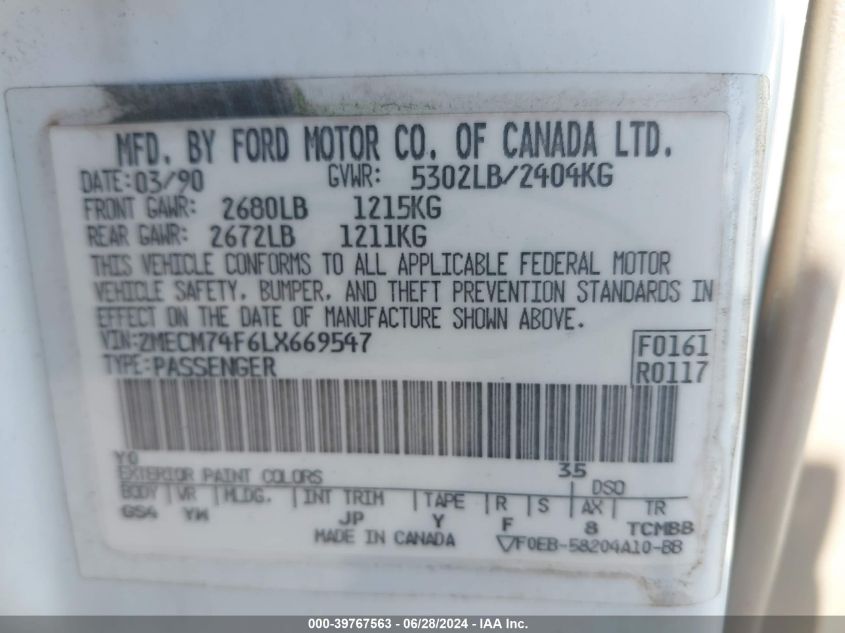 MFD. BY FORD MOTOR CO. OF CANADA LTD.
DATE: 03/90 GVWR: 5302LB/2404KG
FRONT GAWR: 2680LB 1215KG
REAR GAWR: 2672LB 1211KG
THIS VEHICLE CONFORMS TO ALL APPLICABLE FEDERAL MOTOR
VEHICLE SAFETY, BUMPER, AND THEFT PREVENTION STANDARDS IN
EFFECT ON THE DATE OF MANUFACTURE SHOWN ABOVE.
VIN: 2MECM74F6LX669547 F0161
TYPE: PASSENGER R0117
YO 35
EXTERIOR PAINT COLORS DSO
BODY VR MLDG. INT TRIM TAPE R S AX TR
GS4 YW JP Y F 8 TCMBB
MADE IN CANADA F0EB-58204A10-BB
000-39767563 - 06/28/2024 - IAA Inc.